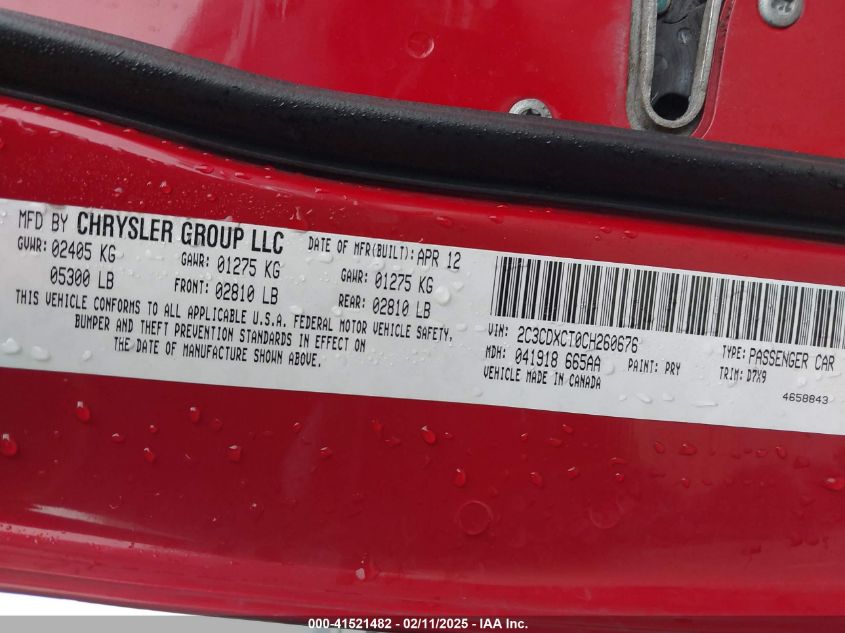 MFD BY CHRYSLER GROUP LLC DATE OF MFR(BUILT): APR 12
GVWR: 02405 KG GAWR: 01275 KG GAWR: 01275 KG
05300 LB FRONT: 02810 LB REAR: 02810 LB
THIS VEHICLE CONFORMS TO ALL APPLICABLE U.S.A. FEDERAL MOTOR VEHICLE SAFETY,
BUMPER AND THEFT PREVENTION STANDARDS IN EFFECT ON
THE DATE OF MANUFACTURE SHOWN ABOVE.
VIN: 2C3CDXCT0CH260676 TYPE: PASSENGER CAR
MDH: 041918 665AA PAINT: PRY TRIM: D7X9
VEHICLE MADE IN CANADA
4658843
000-41521482 - 02/11/2025 - IAA Inc.